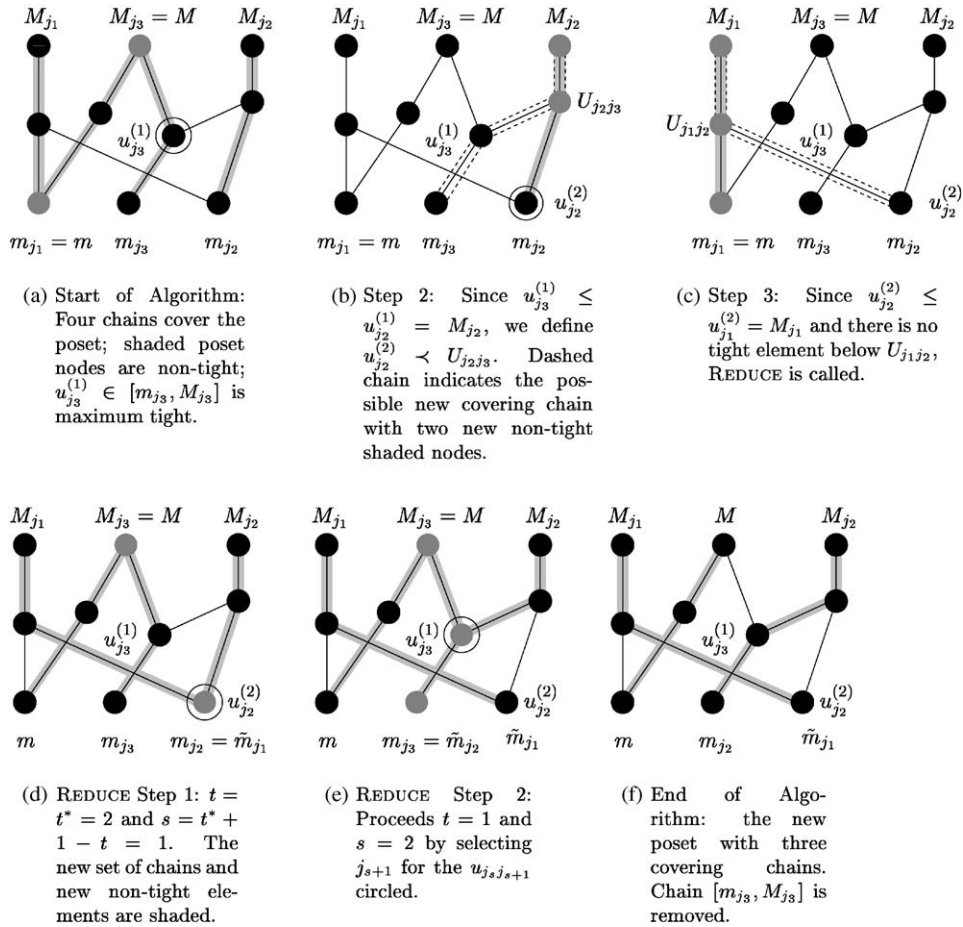 $M_{j_1}$ $M_{j_3} = M$ $M_{j_2}$
$u_{j_3}^{(1)}$
$m_{j_1} = m$ $m_{j_3}$ $m_{j_2}$
(a) Start of Algorithm:
Four chains cover the
poset; shaded poset
nodes are non-tight;
$u_{j_3}^{(1)} \in [m_{j_3}, M_{j_3}]$ is
maximum tight.
$M_{j_1}$ $M_{j_3} = M$ $M_{j_2}$
$U_{j_2 j_3}$
$u_{j_3}^{(1)}$
$u_{j_2}^{(2)}$
$m_{j_1} = m$ $m_{j_3}$ $m_{j_2}$
(b) Step 2: Since $u_{j_3}^{(1)} \leq$
$u_{j_2}^{(1)} = M_{j_2}$, we define
$u_{j_2}^{(2)} \prec U_{j_2 j_3}$. Dashed
chain indicates the pos-
sible new covering chain
with two new non-tight
shaded nodes.
$M_{j_1}$ $M_{j_3} = M$ $M_{j_2}$
$U_{j_1 j_2}$
$u_{j_3}^{(1)}$
$u_{j_2}^{(2)}$
$m_{j_1} = m$ $m_{j_3}$ $m_{j_2}$
(c) Step 3: Since $u_{j_2}^{(2)} \leq$
$u_{j_1}^{(2)} = M_{j_1}$ and there is no
tight element below $U_{j_1 j_2}$,
REDUCE is called.
$M_{j_1}$ $M_{j_3} = M$ $M_{j_2}$
$u_{j_3}^{(1)}$
$u_{j_2}^{(2)}$
$m$ $m_{j_3}$ $m_{j_2} = \tilde{m}_{j_1}$
(d) REDUCE Step 1: $t =$
$t^* = 2$ and $s = t^* +$
$1 - t = 1$. The
new set of chains and
new non-tight ele-
ments are shaded.
$M_{j_1}$ $M_{j_3} = M$ $M_{j_2}$
$u_{j_3}^{(1)}$
$u_{j_2}^{(2)}$
$m$ $m_{j_3} = \tilde{m}_{j_2}$ $\tilde{m}_{j_1}$
(e) REDUCE Step 2:
Proceeds $t = 1$ and
$s = 2$ by selecting
$j_{s+1}$ for the $u_{j_s j_{s+1}}$
circled.
$M_{j_1}$ $M$ $M_{j_2}$
$u_{j_3}^{(1)}$
$u_{j_2}^{(2)}$
$m$ $m_{j_2}$ $\tilde{m}_{j_1}$
(f) End of Algo-
rithm: the new
poset with three
covering chains.
Chain $[m_{j_3}, M_{j_3}]$ is
removed.